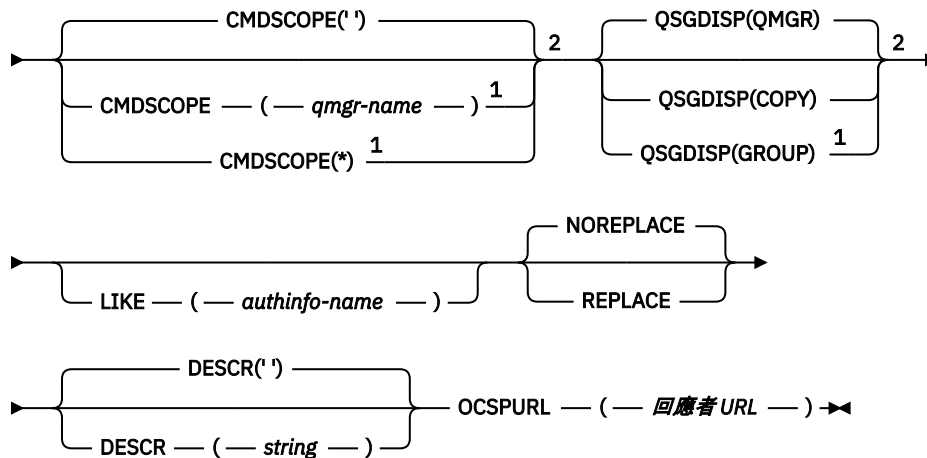 CMDSCOPE(' ') QSGDISP(QMGR)
2 2
CMDSCOPE ( qmgr-name ) 1 QSGDISP(COPY)
CMDSCOPE(*) 1 QSGDISP(GROUP) 1
NOREPLACE
LIKE ( authinfo-name ) REPLACE
DESCR(' ')
OCSPURL ( 回應者 URL )
DESCR ( string )